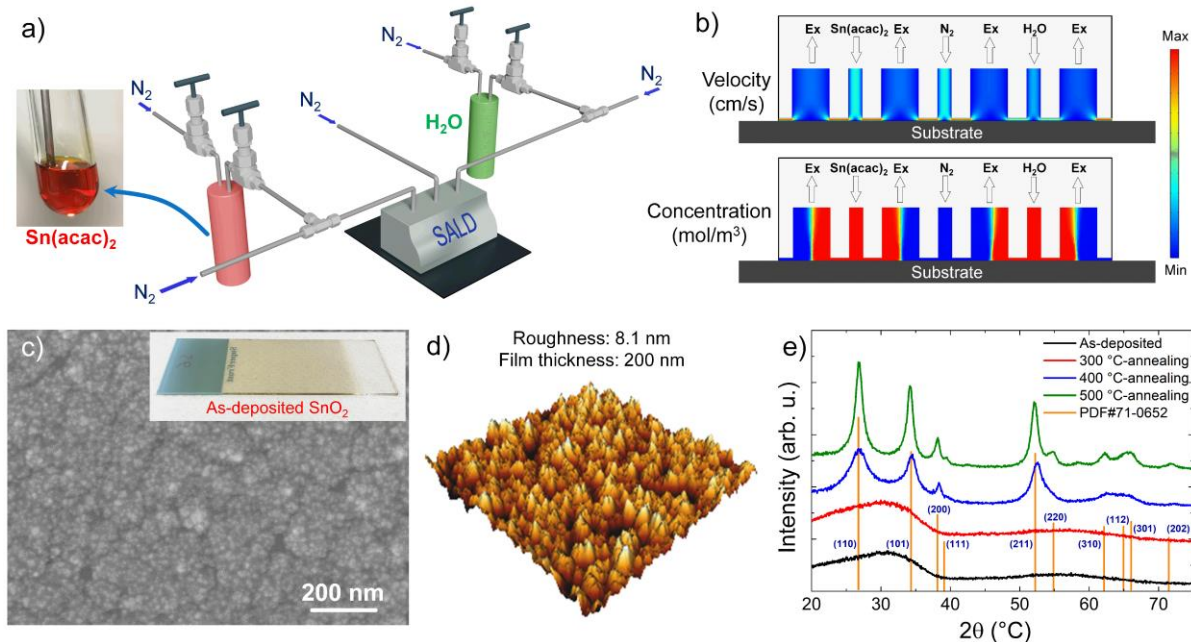 a)
N₂
N₂
N₂
N₂
N₂
H₂O
SALD
Sn(acac)₂
b)
Ex Sn(acac)₂ Ex N₂ Ex H₂O Ex
Velocity
(cm/s)
Substrate
Ex Sn(acac)₂ Ex N₂ Ex H₂O Ex
Concentration
(mol/m³)
Substrate
Max
Min
c)
As-deposited SnO₂
200 nm
d)
Roughness: 8.1 nm
Film thickness: 200 nm
e)
As-deposited
300 °C-annealing
400 °C-annealing
500 °C-annealing
PDF#71-0652
Intensity (arb. u.)
(110)
(101)
(200)
(111)
(211)
(220)
(310)
(112)
(301)
(202)
20 30 40 50 60 70
2θ (°)